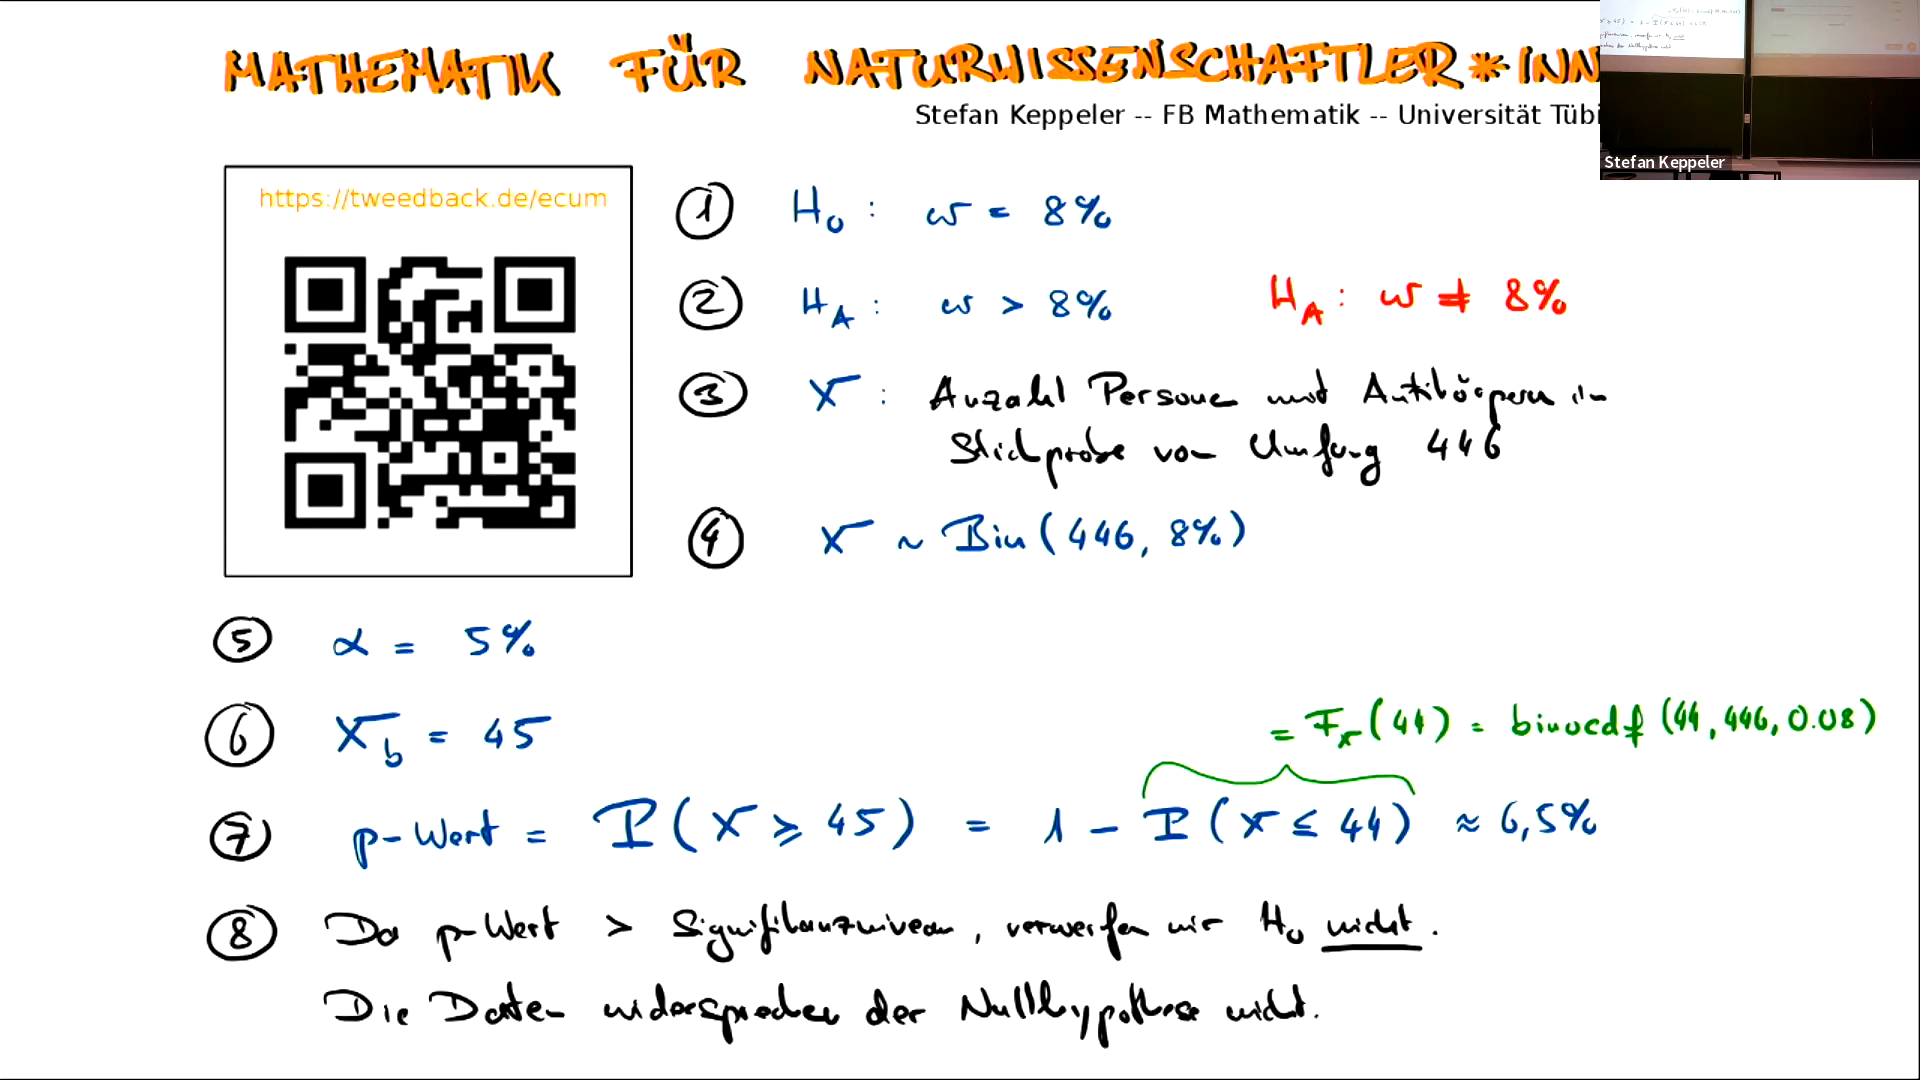 MATHEMATIK FÜR NATURWISSENSCHAFTLER*INN
Stefan Keppeler -- FB Mathematik -- Universität Tübi
Stefan Keppeler
https://tweedback.de/ecum
① H₀ : w = 8%
② H_A : w > 8% H_A : w ≠ 8%
③ X : Anzahl Personen mit Antikörpern in
Stichprobe von Umfang 446
④ X ~ Bin(446, 8%)
⑤ α = 5%
⑥ X_b = 45
= F_X(44) = binocdf(44, 446, 0.08)
⑦ p-Wert = P(X ≥ 45) = 1 - P(X ≤ 44) ≈ 6,5%
⑧ Da p-Wert > Signifikanzniveau, verwerfen wir H₀ nicht.
Die Daten widersprechen der Nullhypothese nicht.